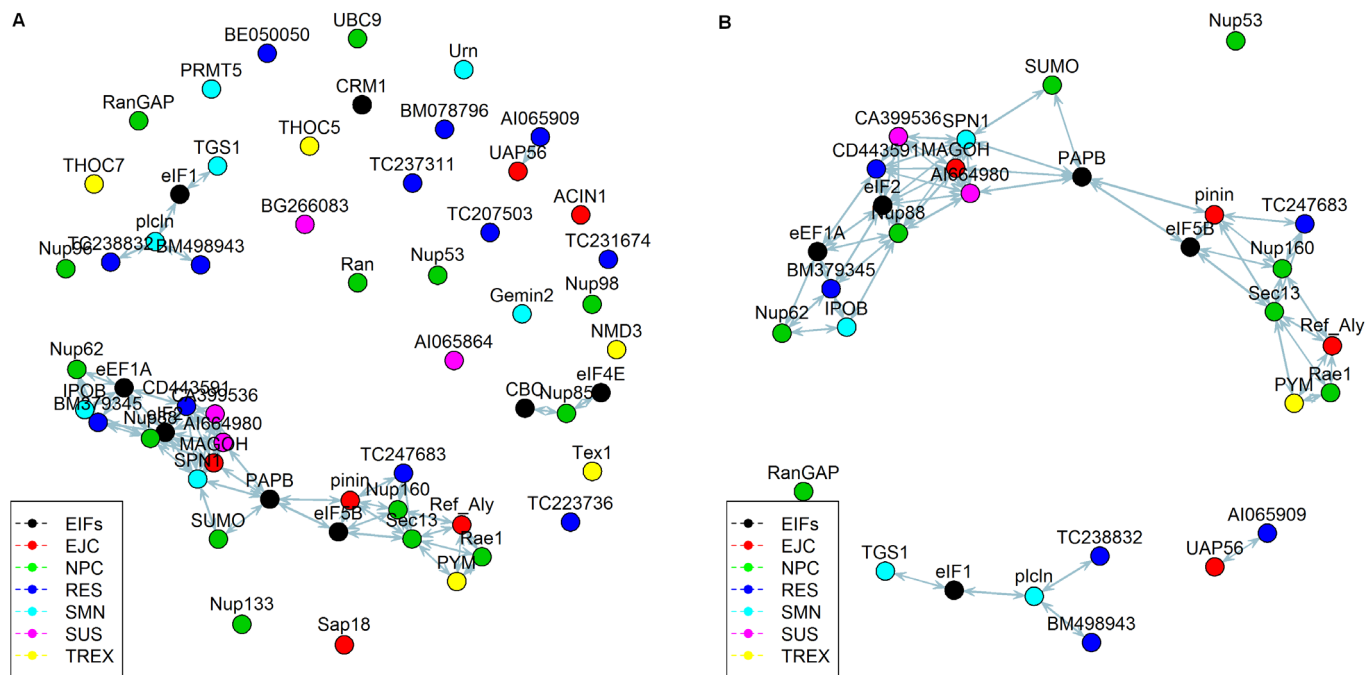 A
UBC9
BE050050
Urn
PRMT5
CRM1
RanGAP
BM078796
AI065909
THOC5
TGS1
UAP56
THOC7
TC237311
eIF1
ACIN1
BG266083
TC207503
plcln
Nup96
TC238832
BM498943
TC231674
Ran
Nup53
Gemin2
Nup98
NMD3
AI065864
Nup62
eEF1A
eIF4E
IPOB
CD443591
CA399536
CBC
Nup85
BM379345
Nup88
eIF2
AI664980
MAGOH
SPN1
TC247683
Tex1
PAPB
pinin
Nup160
TC223736
SUMO
eIF5B
Sec13
Ref_Aly
Rae1
PYM
Nup133
Sap18
EIFs
EJC
NPC
RES
SMN
SUS
TREX
B
Nup53
SUMO
CA399536
SPN1
CD443591
MAGOH
PAPB
AI664980
eIF2
pinin
TC247683
Nup88
eEF1A
eIF5B
Nup160
BM379345
Sec13
Nup62
IPOB
Ref_Aly
Rae1
PYM
RanGAP
AI065909
TC238832
UAP56
TGS1
eIF1
plcln
BM498943
EIFs
EJC
NPC
RES
SMN
SUS
TREX